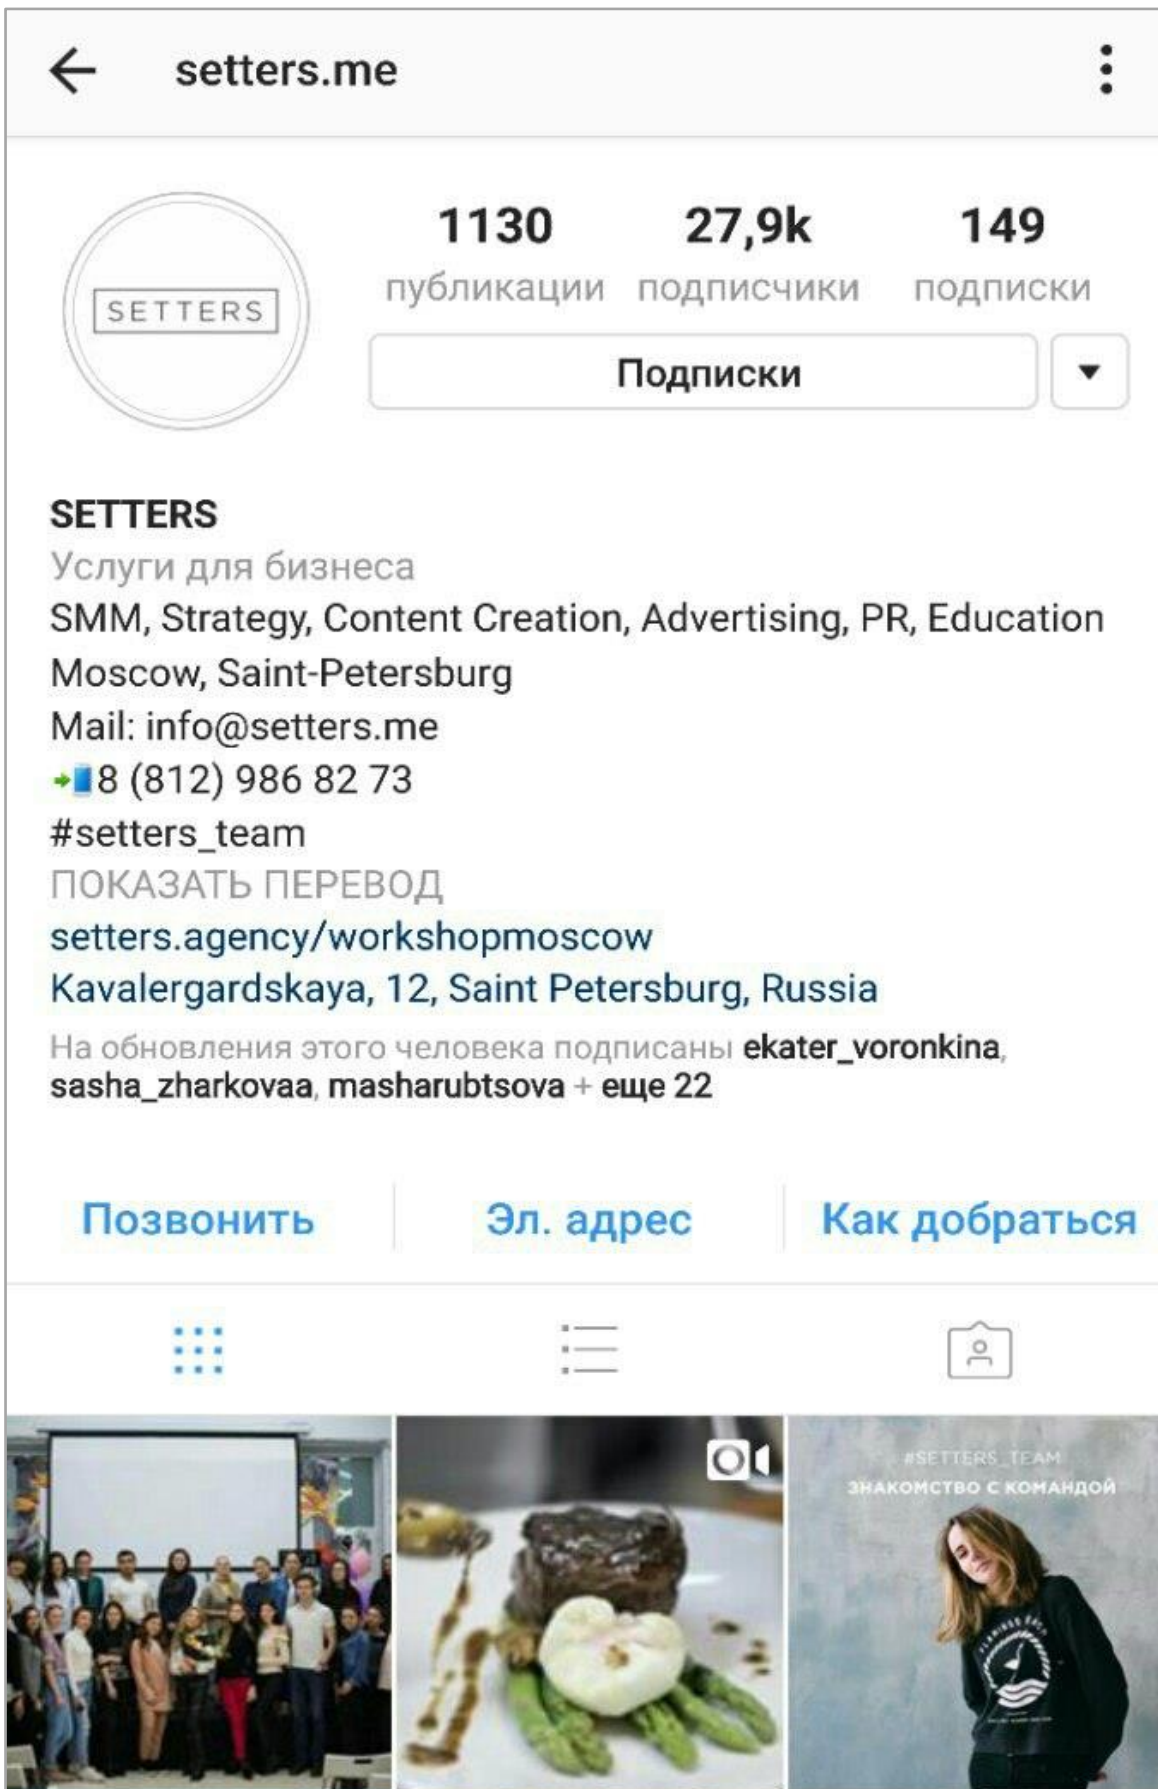 setters.me
1130 27,9k 149
публикации подписчики подписки
SETTERS
Подписки
SETTERS
Услуги для бизнеса
SMM, Strategy, Content Creation, Advertising, PR, Education
Moscow, Saint-Petersburg
Mail: info@setters.me
8 (812) 986 82 73
#setters_team
ПОКАЗАТЬ ПЕРЕВОД
setters.agency/workshopmoscow
Kavalergardskaya, 12, Saint Petersburg, Russia
На обновления этого человека подписаны ekater_voronkina,
sasha_zharkovaa, masharubtsova + еще 22
Позвонить Эл. адрес Как добраться
#SETTERS_TEAM
ЗНАКОМСТВО С КОМАНДОЙ